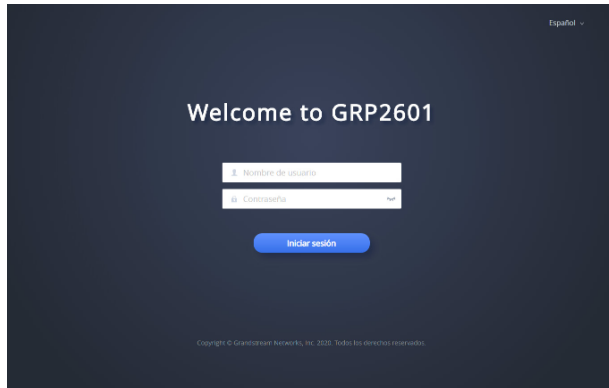 Español
Welcome to GRP2601
Nombre de usuario
Contraseña
Iniciar sesión
Copyright © Grandstream Networks, Inc. 2020. Todos los derechos reservados.